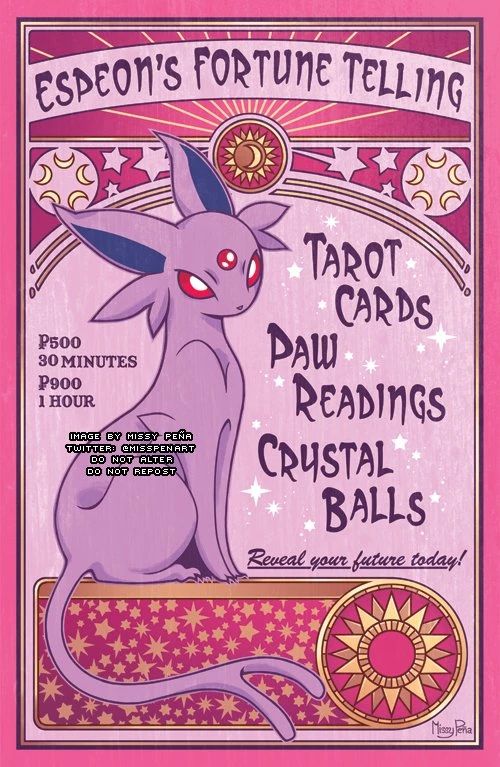 ESPEON'S FORTUNE TELLING
TAROT
CARDS
PAW
READINGS
CRYSTAL
BALLS
₽500
30 MINUTES
₽900
1 HOUR
IMAGE BY MISSY PEÑA
TWITTER: @MISSPENART
DO NOT ALTER
DO NOT REPOST
Reveal your future today!
Missy Peña